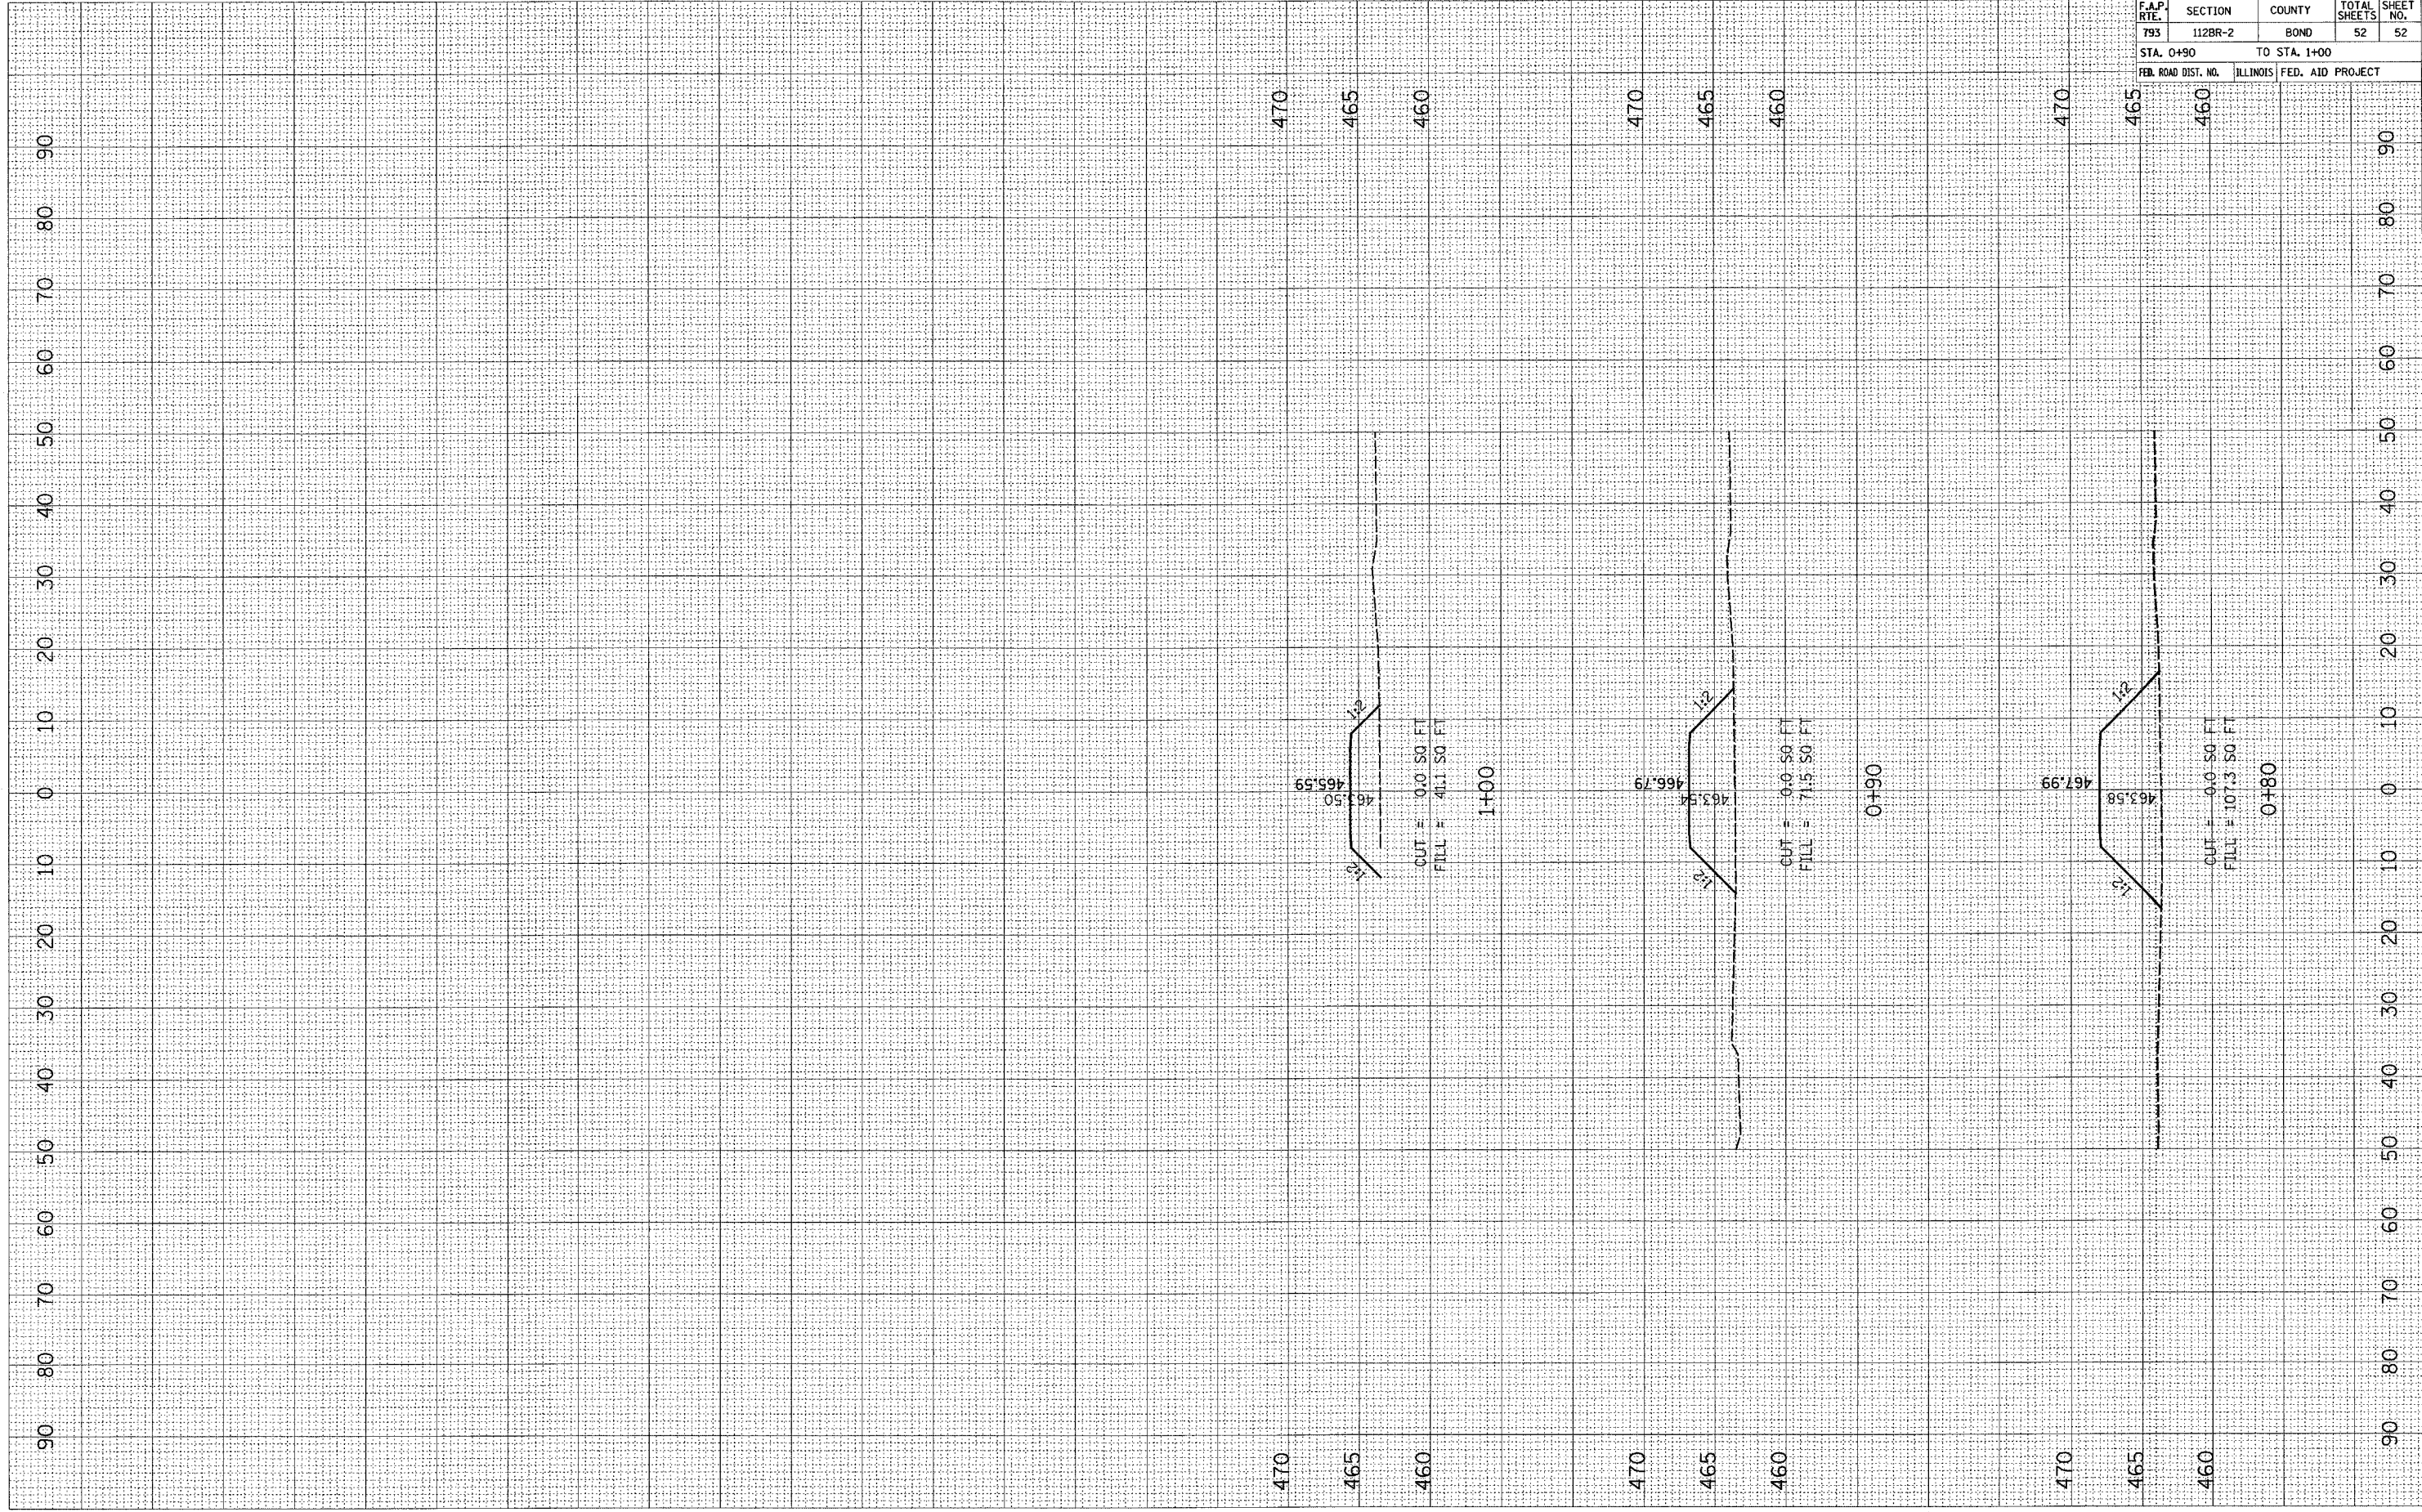 F.A.P. RTE. SECTION COUNTY TOTAL SHEETS SHEET NO.
793 112BR-2 BOND 52 52
STA. 0+90 TO STA. 1+00
FED. ROAD DIST. NO. ILLINOIS FED. AID PROJECT
90 80 70 60 50 40 30 20 10 0 10 20 30 40 50 60 70 80 90
470 465 460
465.59
463.50
1:2
1:2
CUT = 0.0 SQ FT
FILL = 41.1 SQ FT
1+00
470 465 460
470 465 460
466.79
463.54
1:2
1:2
CUT = 0.0 SQ FT
FILL = 71.5 SQ FT
0+90
470 465 460
470 465 460
467.99
463.58
1:2
1:2
CUT = 0.0 SQ FT
FILL = 107.3 SQ FT
0+80
470 465 460
90 80 70 60 50 40 30 20 10 0 10 20 30 40 50 60 70 80 90